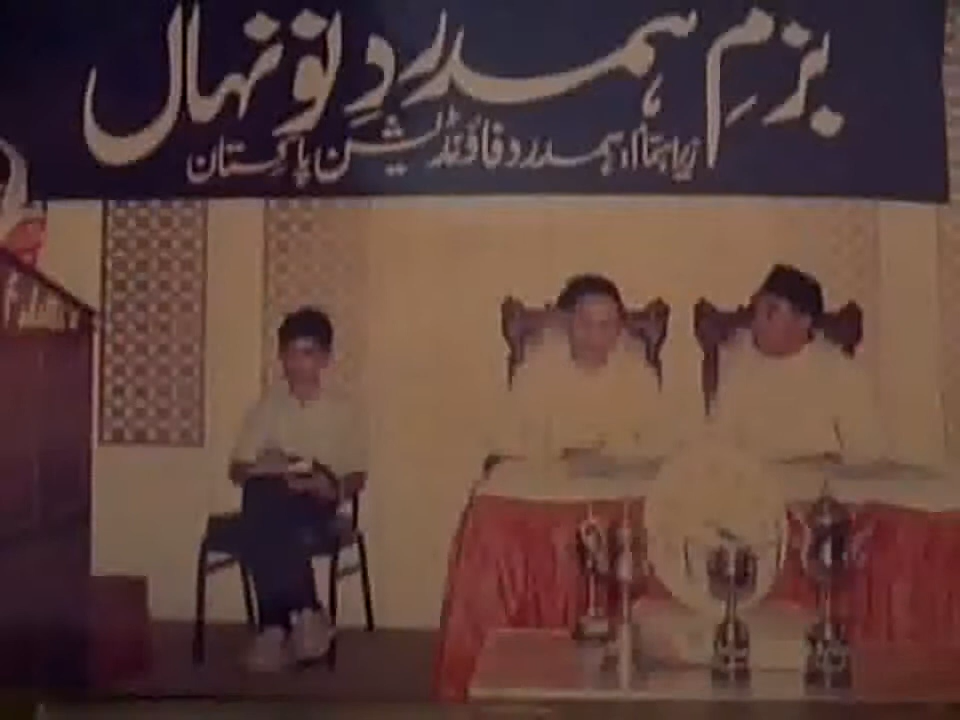 بزمِ ہمدرد نونہال
زیر اہتمام: ہمدرد فاؤنڈیشن پاکستان